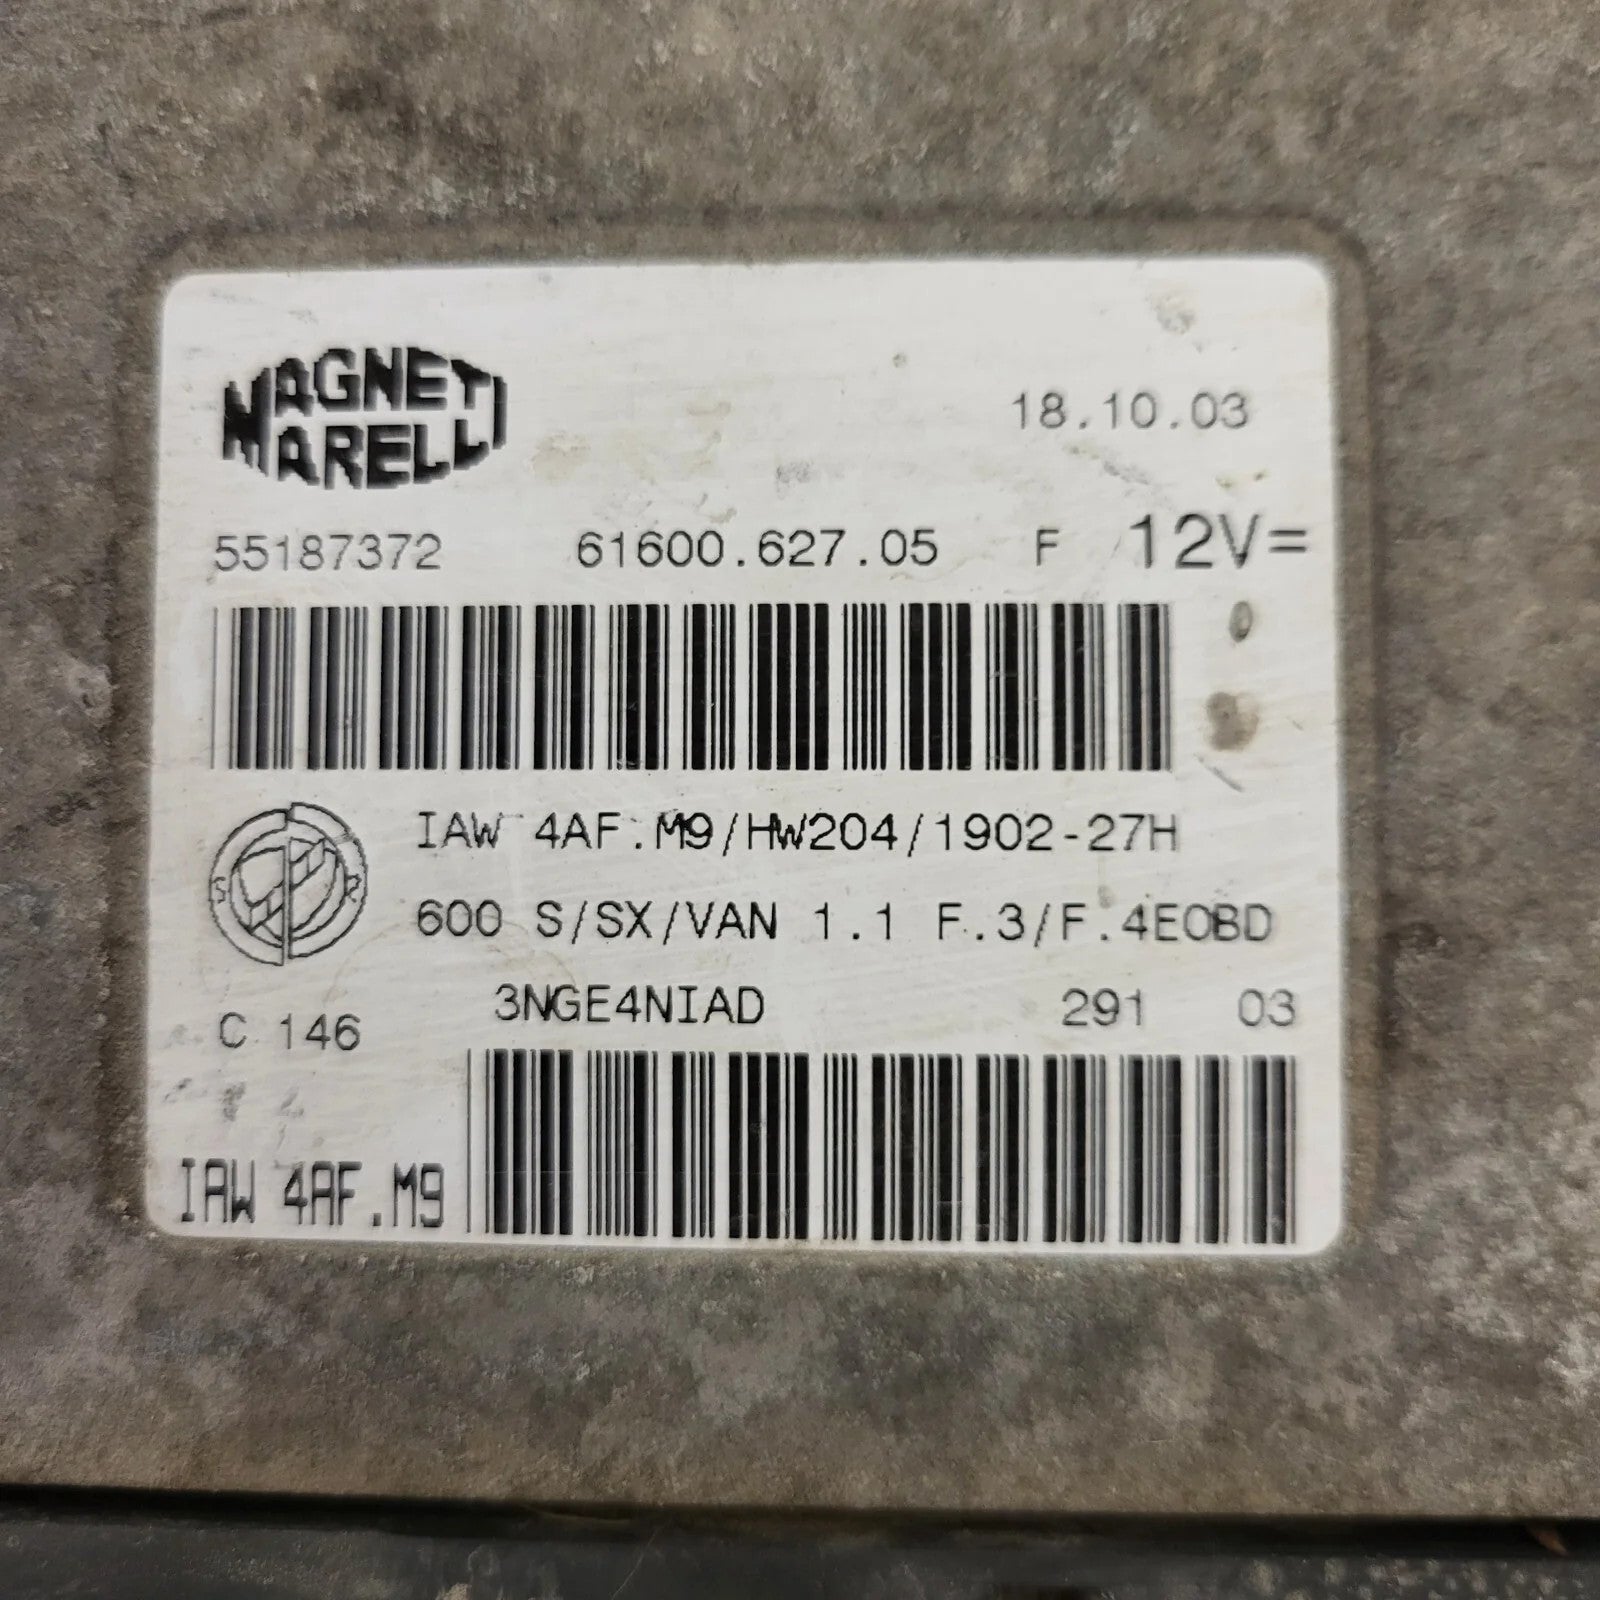 MAGNETI
MARELLI
18.10.03
55187372 61600.627.05 F 12V=
IAW 4AF.M9/HW204/1902-27H
S R
600 S/SX/VAN 1.1 F.3/F.4EOBD
3NGE4NIAD 291 03
C 146
IAW 4AF.M9